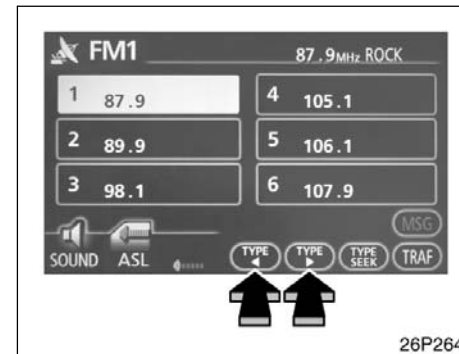 FM1 87.9MHz ROCK
1 87.9
4 105.1
2 89.9
5 106.1
3 98.1
6 107.9
MSG
SOUND ASL TYPE TYPE TYPE SEEK TRAF
26P264